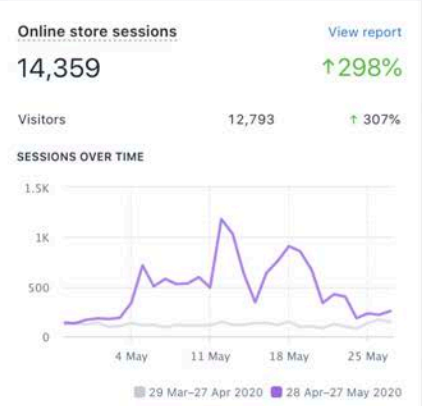 Online store sessions View report
14,359 ↑298%
Visitors 12,793 ↑ 307%
SESSIONS OVER TIME
1.5K
1K
500
0
4 May 11 May 18 May 25 May
29 Mar–27 Apr 2020 28 Apr–27 May 2020